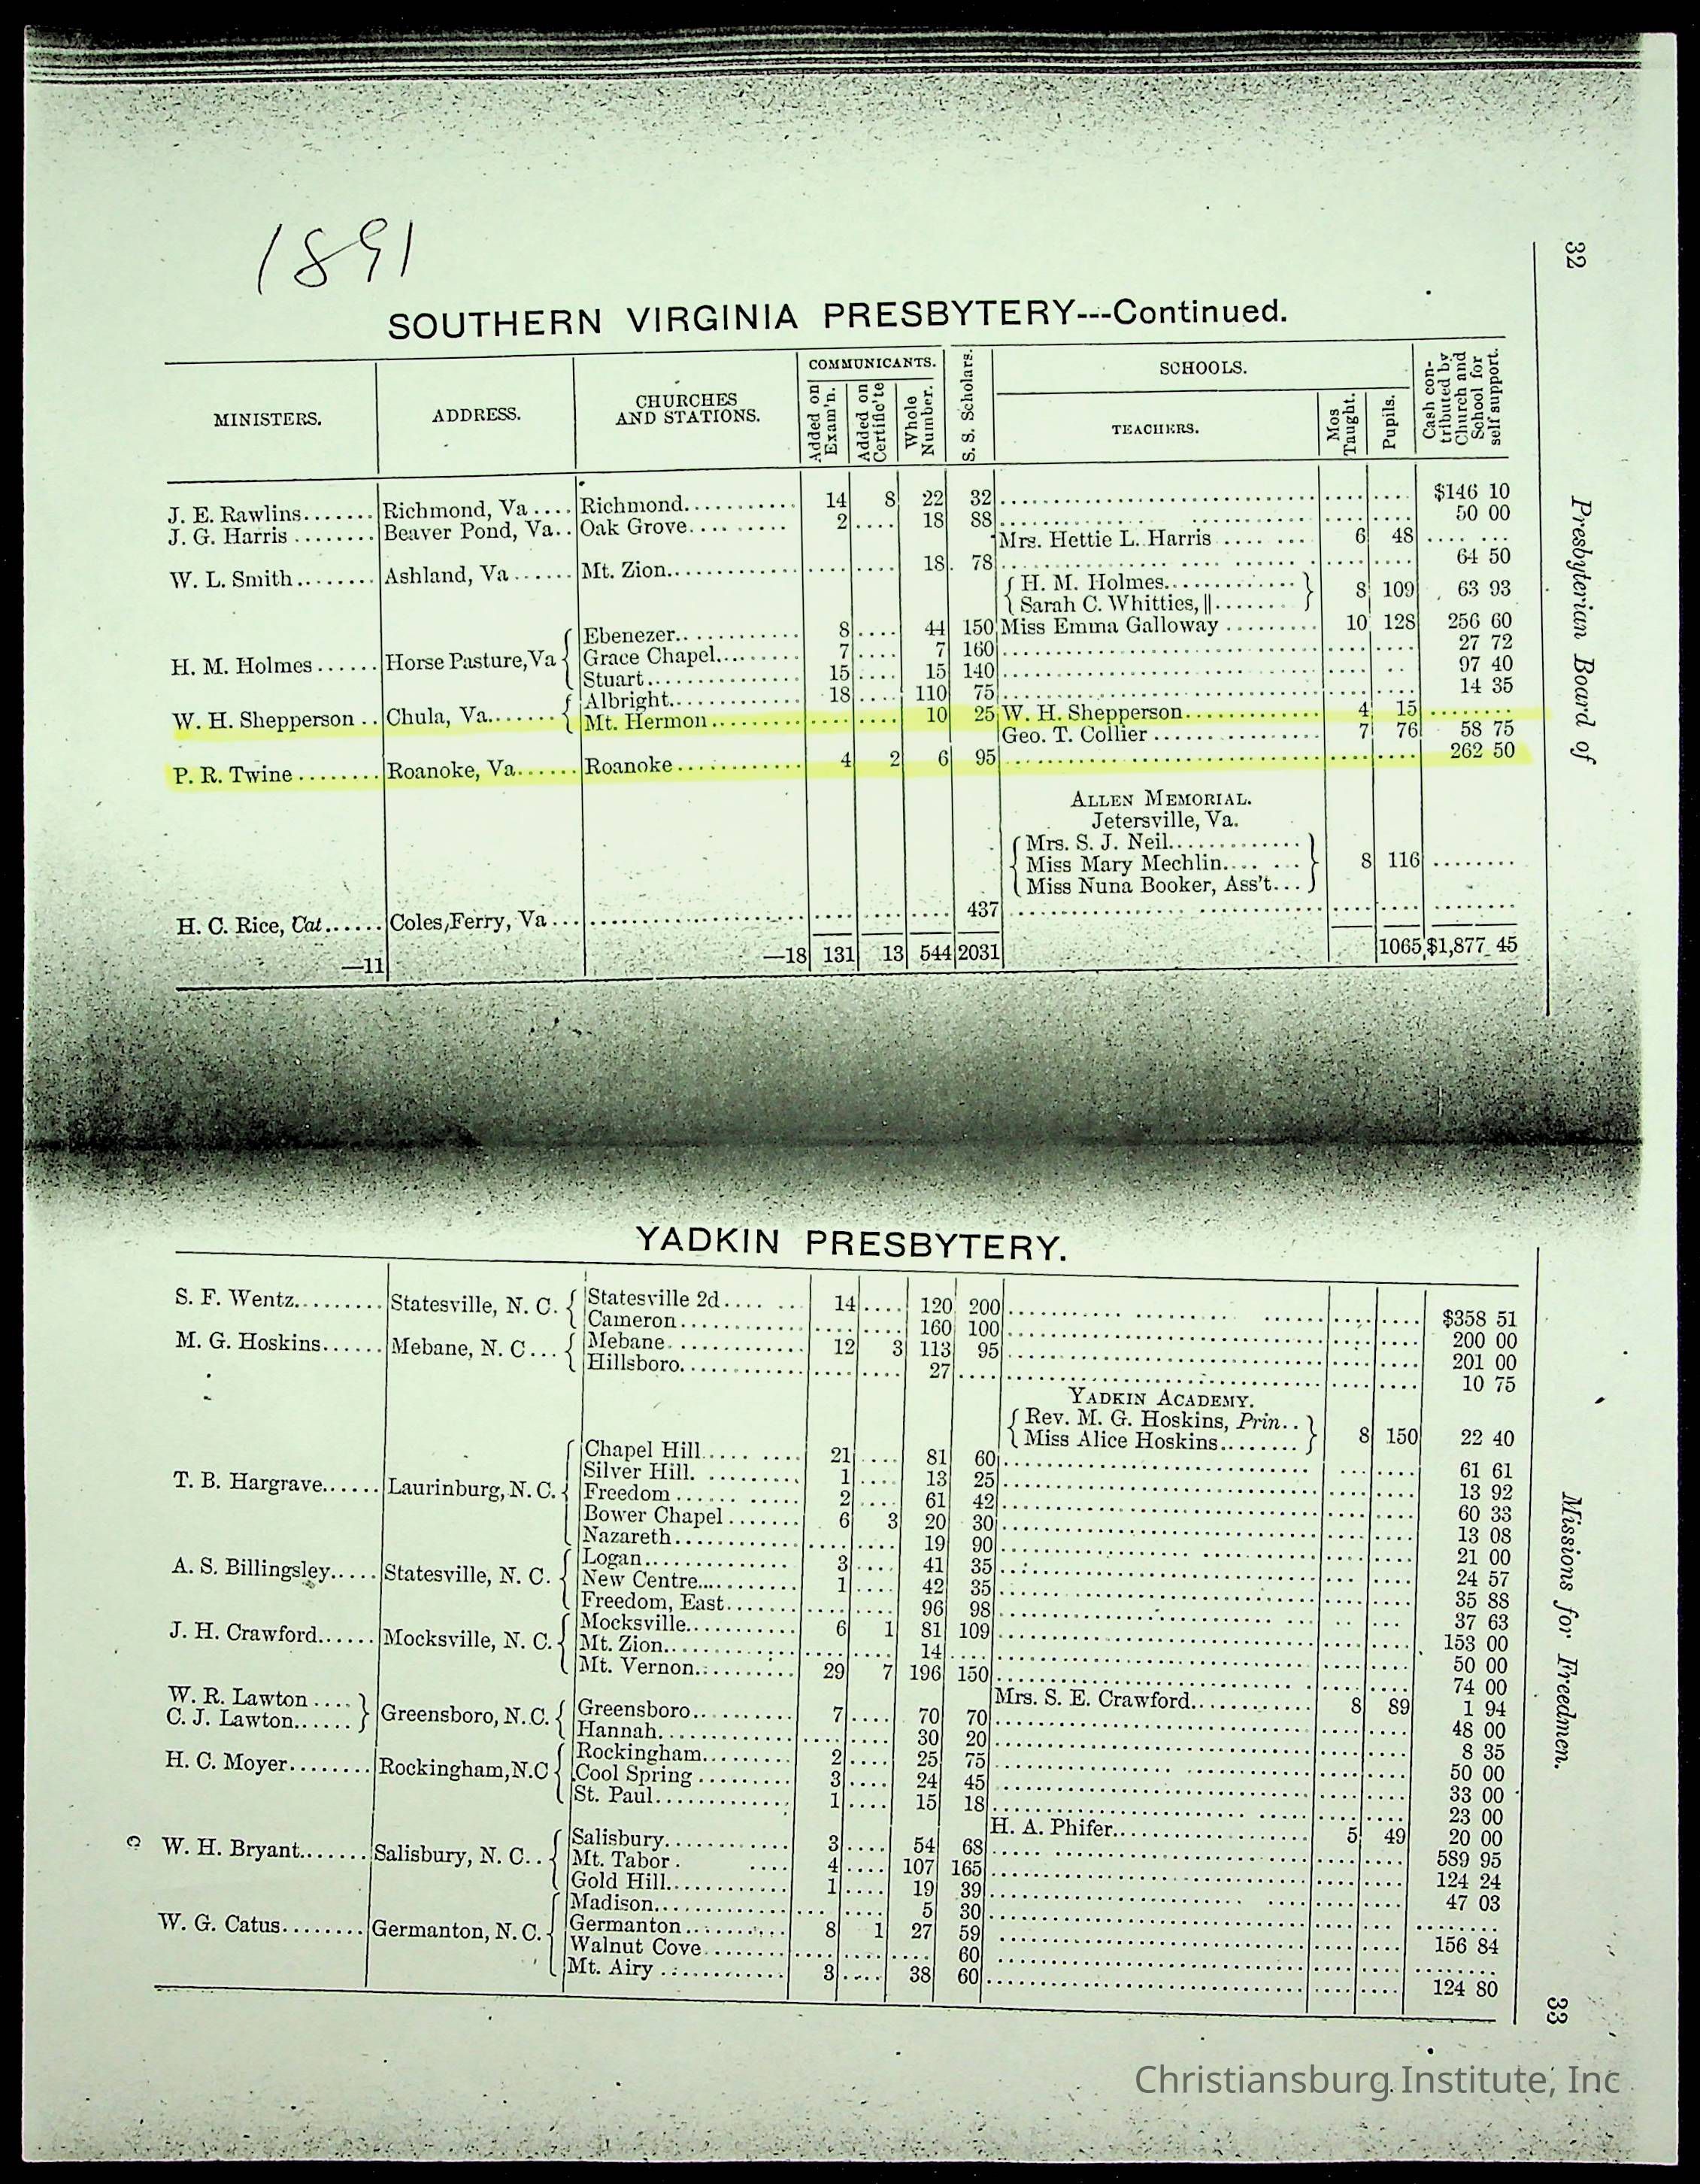 1891
32
Presbyterian Board of
SOUTHERN VIRGINIA PRESBYTERY---Continued.
MINISTERS. ADDRESS. CHURCHES AND STATIONS. COMMUNICANTS. Added on Exam'n. Added on Certific'te Whole Number. S. S. Scholars. SCHOOLS. TEACHERS. Mos Taught. Pupils. Cash contributed by Church and School for self support.
J. E. Rawlins....... Richmond, Va.... Richmond........... 14 8 22 32 $146 10
J. G. Harris ........ Beaver Pond, Va.. Oak Grove.......... 2 .... 18 88 50 00
Mrs. Hettie L. Harris .... ... 6 48 .... ...
W. L. Smith........ Ashland, Va...... Mt. Zion............. .... .... 18 78 64 50
{ H. M. Holmes.............. } 8 109 63 93
{ Sarah C. Whitties, ||........ }
H. M. Holmes...... Horse Pasture, Va { Ebenezer............. 8 .... 44 150 Miss Emma Galloway ......... 10 128 256 60
Grace Chapel......... 7 .... 7 160 27 72
Stuart............... 15 .... 15 140 97 40
W. H. Shepperson .. Chula, Va....... { Albright............. 18 .... 110 75 14 35
Mt. Hermon......... .... .... 10 25 W. H. Shepperson............. 4 15 ........
Geo. T. Collier ................ 7 76 58 75
P. R. Twine........ Roanoke, Va...... Roanoke............ 4 2 6 95 262 50
ALLEN MEMORIAL.
Jetersville, Va.
{ Mrs. S. J. Neil............. }
{ Miss Mary Mechlin.... ... } 8 116 ........
{ Miss Nuna Booker, Ass't... }
H. C. Rice, Cat...... Coles, Ferry, Va... .... .... .... 437 ........
—11 —18 131 13 544 2031 1065 $1,877 45
YADKIN PRESBYTERY.
S. F. Wentz......... Statesville, N. C. { Statesville 2d.... ... 14 .... 120 200 $358 51
Cameron............ .... .... 160 100 200 00
M. G. Hoskins...... Mebane, N. C... { Mebane............. 12 3 113 95 201 00
Hillsboro............ .... .... 27 .... 10 75
YADKIN ACADEMY.
{ Rev. M. G. Hoskins, Prin.. } 8 150 22 40
{ Miss Alice Hoskins........ }
T. B. Hargrave...... Laurinburg, N. C. { Chapel Hill..... .... 21 .... 81 60 61 61
Silver Hill. .......... 1 .... 13 25 13 92
Freedom ...... ..... 2 .... 61 42 60 33
Bower Chapel ....... 6 3 20 30 13 08
Nazareth............ .... .... 19 90 21 00
A. S. Billingsley..... Statesville, N. C. { Logan.............. 3 .... 41 35 24 57
New Centre.......... 1 .... 42 35 35 88
Freedom, East....... .... .... 96 98 37 63
J. H. Crawford...... Mocksville, N. C. { Mocksville........... 6 1 81 109 153 00
Mt. Zion............. .... .... 14 .... 50 00
Mt. Vernon.......... 29 7 196 150 74 00
Mrs. S. E. Crawford............ 8 89 1 94
W. R. Lawton .... } Greensboro, N. C. { Greensboro.......... 7 .... 70 70 48 00
C. J. Lawton...... } Hannah............. .... .... 30 20 8 35
H. C. Moyer........ Rockingham, N.C { Rockingham......... 2 .... 25 75 50 00
Cool Spring ......... 3 .... 24 45 33 00
St. Paul............. 1 .... 15 18 23 00
H. A. Phifer.................... 5 49 20 00
W. H. Bryant....... Salisbury, N. C.. { Salisbury............ 3 .... 54 68 589 95
Mt. Tabor . .... 4 .... 107 165 124 24
Gold Hill............ 1 .... 19 39 47 03
W. G. Catus........ Germanton, N. C. { Madison............. .... .... 5 30 ........
Germanton.......... 8 1 27 59 156 84
Walnut Cove ........ .... .... .... 60 ........
Mt. Airy ............ 3 .... 38 60 124 80
Missions for Freedmen.
33
Christiansburg Institute, Inc